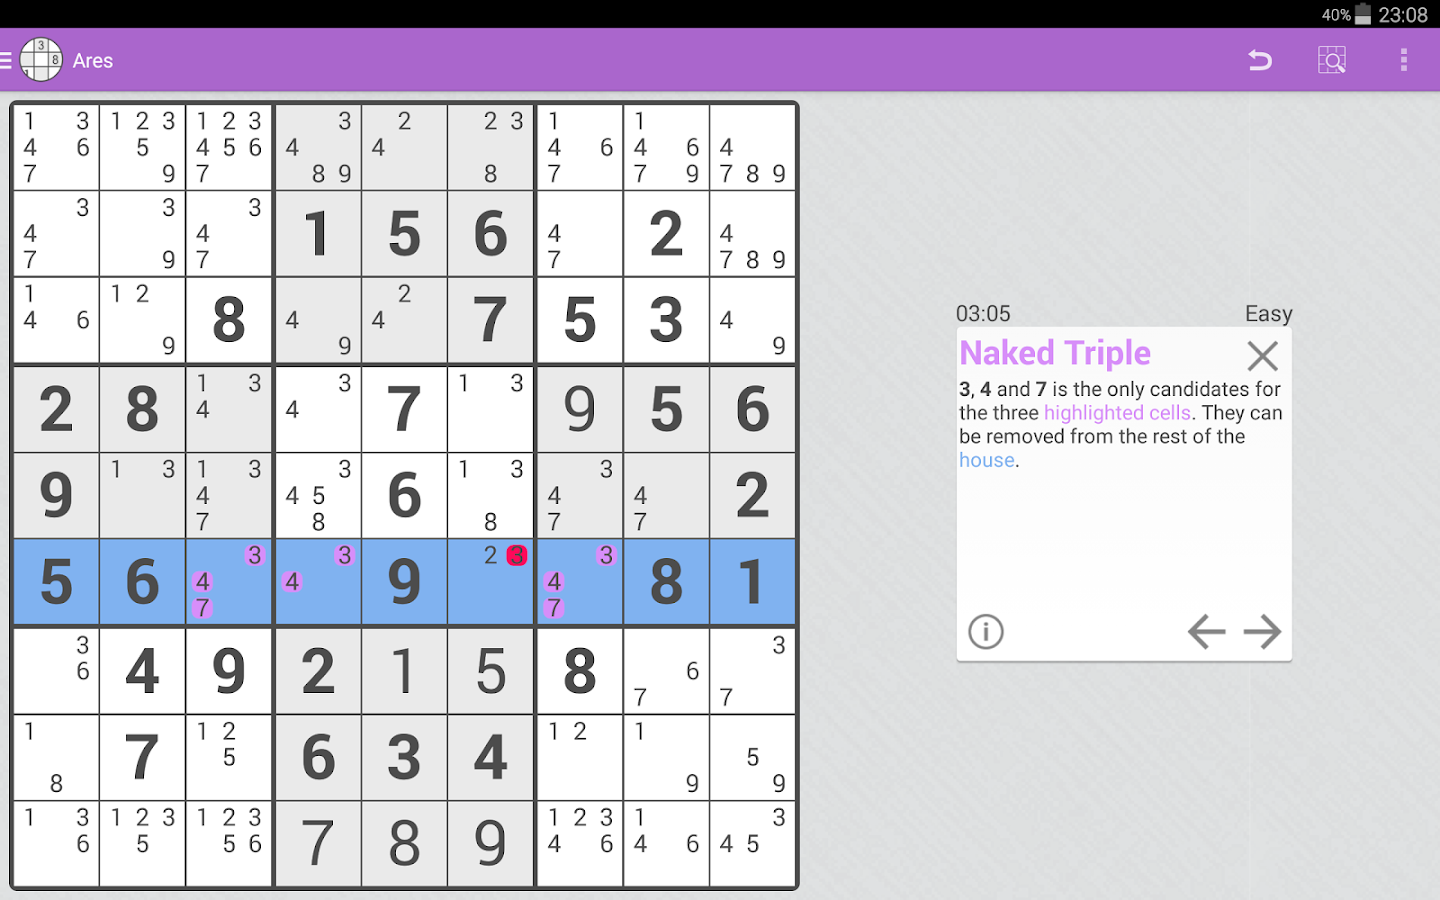 40% 23:08
3
8
1
Ares
1 3 1 2 3 1 2 3 3 2 2 3 1 1
4 6 5 4 5 6 4 4 4 6 4 6 4
7 9 7 8 9 8 7 7 9 7 8 9
3 3 3 1 5 6 2
4 4 4 4
7 9 7 7 7 8 9
1 1 2 8 2 7 5 3
4 6 4 4 4
9 9 9
2 8 1 3 3 7 1 3 9 5 6
4 4
9 1 3 1 3 3 6 1 3 3 2
4 4 5 4 4
7 8 8 7 7
5 6 3 3 9 2 3 3 8 1
4 4 4
7 7
3 4 9 2 1 5 8 3
6 6
7 7
1 7 1 2 6 3 4 1 2 1
5 5
8 9 9
1 3 1 2 3 1 2 3 7 8 9 1 2 3 1 3
6 5 5 6 4 6 4 6 4 5
03:05 Easy
Naked Triple
3, 4 and 7 is the only candidates for
the three highlighted cells. They can
be removed from the rest of the
house.